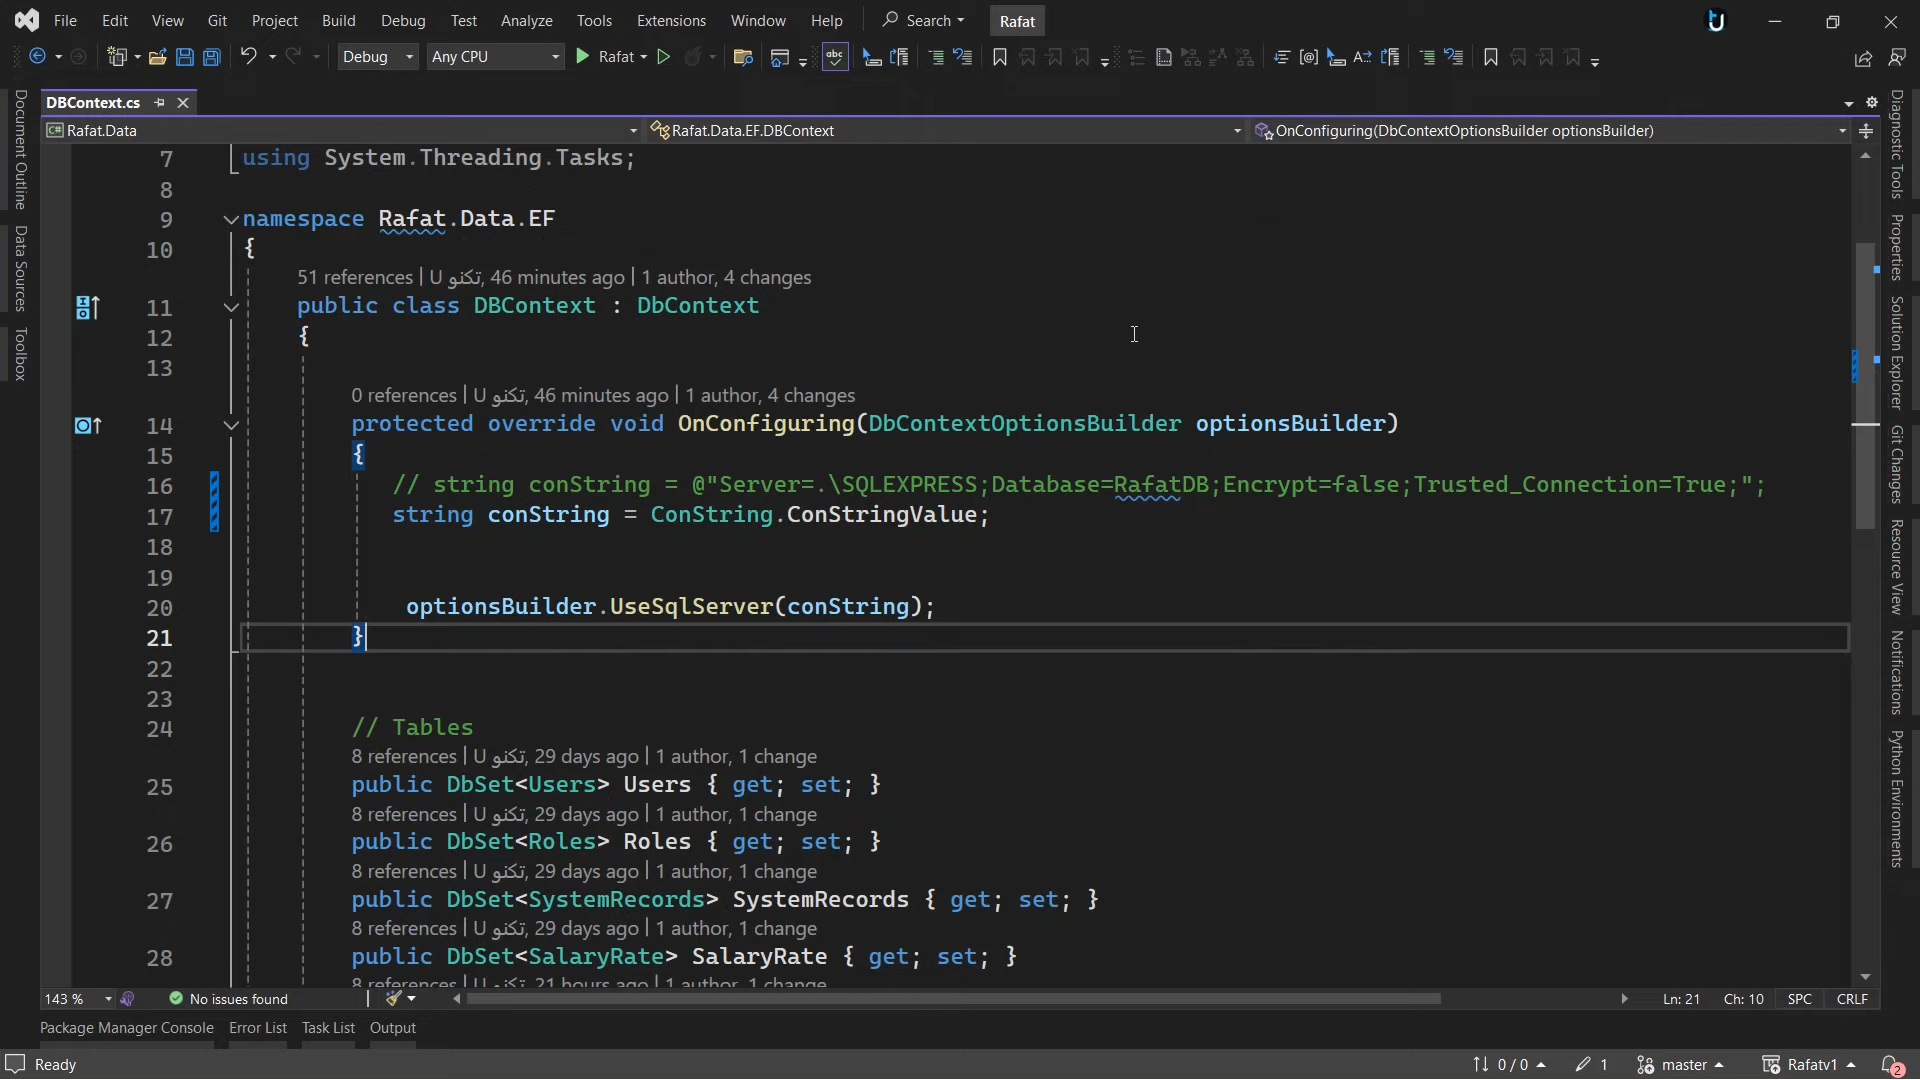 File Edit View Git Project Build Debug Test Analyze Tools Extensions Window Help Search Rafat
Debug Any CPU Rafat
DBContext.cs
Rafat.Data Rafat.Data.EF.DBContext OnConfiguring(DbContextOptionsBuilder optionsBuilder)
Document Outline
Data Sources
Toolbox
7 using System.Threading.Tasks;
8
9 namespace Rafat.Data.EF
10 {
51 references | U تكنو, 46 minutes ago | 1 author, 4 changes
11 public class DBContext : DbContext
12 {
13
0 references | U تكنو, 46 minutes ago | 1 author, 4 changes
14 protected override void OnConfiguring(DbContextOptionsBuilder optionsBuilder)
15 {
16 // string conString = @"Server=.\SQLEXPRESS;Database=RafatDB;Encrypt=false;Trusted_Connection=True;";
17 string conString = ConString.ConStringValue;
18
19
20 optionsBuilder.UseSqlServer(conString);
21 }
22
23
24 // Tables
8 references | U تكنو, 29 days ago | 1 author, 1 change
25 public DbSet<Users> Users { get; set; }
8 references | U تكنو, 29 days ago | 1 author, 1 change
26 public DbSet<Roles> Roles { get; set; }
8 references | U تكنو, 29 days ago | 1 author, 1 change
27 public DbSet<SystemRecords> SystemRecords { get; set; }
8 references | U تكنو, 29 days ago | 1 author, 1 change
28 public DbSet<SalaryRate> SalaryRate { get; set; }
8 references | U تكنو, 21 hours ago | 1 author, 1 change
Diagnostic Tools
Properties
Solution Explorer
Git Changes
Resource View
Notifications
Python Environments
143 % No issues found Ln: 21 Ch: 10 SPC CRLF
Package Manager Console Error List Task List Output
Ready 0 / 0 1 master Rafatv1 2